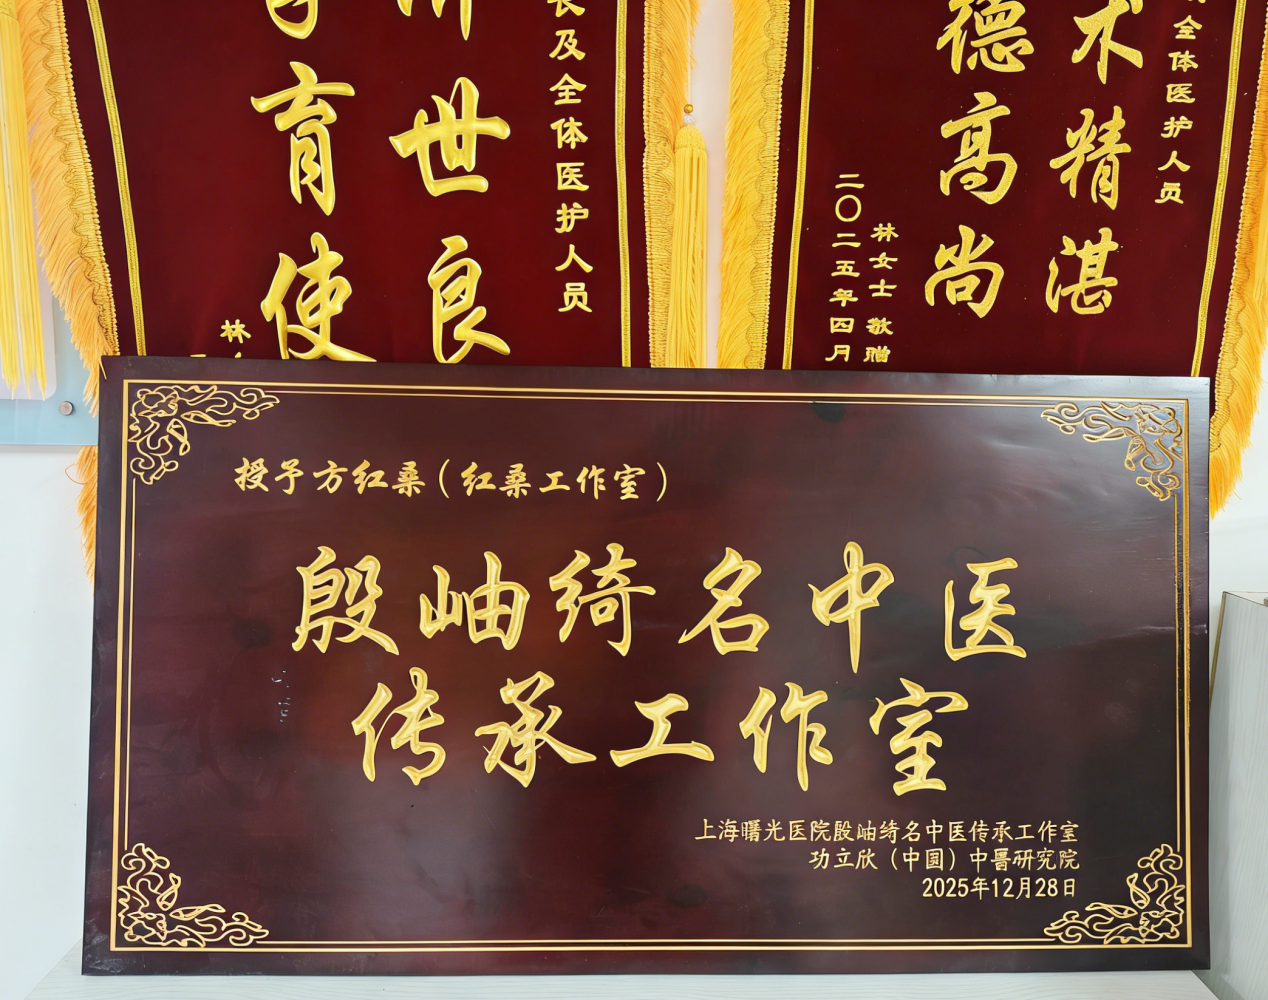 长及全体医护人员
世良
育使
林
全体医护人员
术精湛
德高尚
林女士 敬赠
二〇二五年四月
授予方红桑（红桑工作室）
殷岫绮名中医
传承工作室
上海曙光医院殷岫绮名中医传承工作室
功立欣（中国）中醫研究院
2025年12月28日